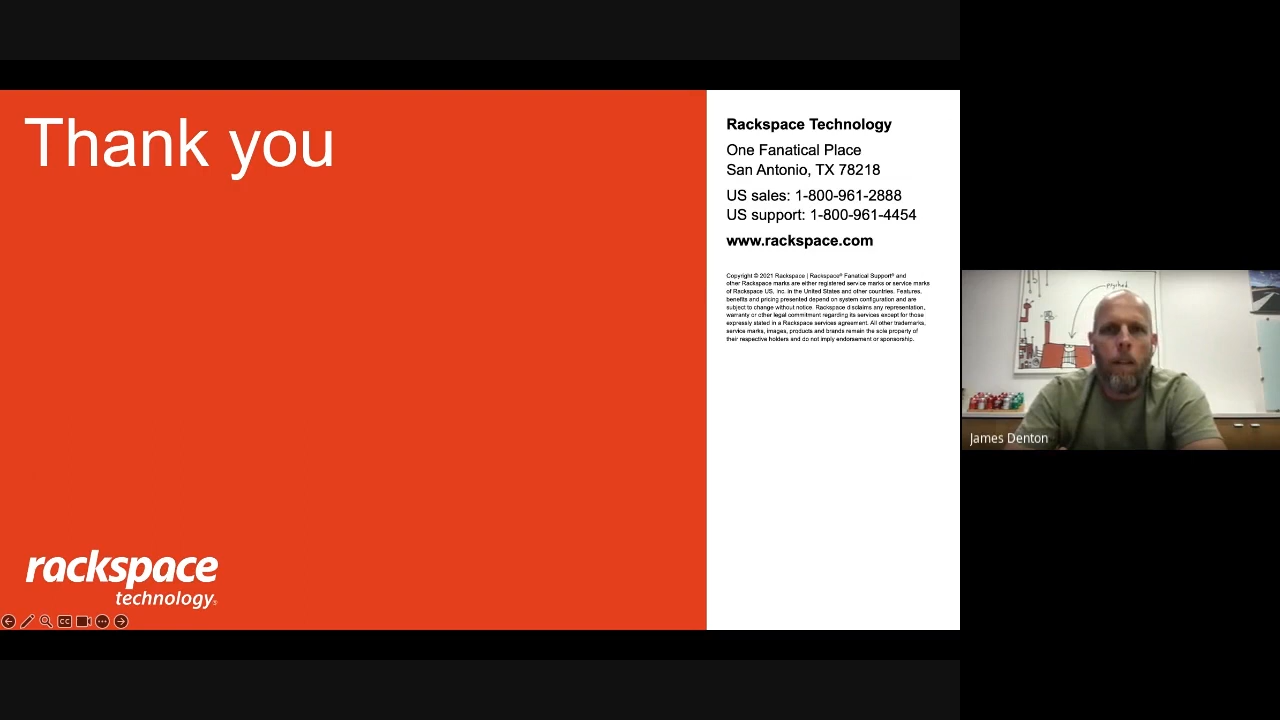 Thank you
Rackspace Technology
One Fanatical Place
San Antonio, TX 78218
US sales: 1-800-961-2888
US support: 1-800-961-4454
www.rackspace.com
Copyright © 2021 Rackspace | Rackspace® Fanatical Support® and
other Rackspace marks are either registered service marks or service marks
of Rackspace US, Inc. in the United States and other countries. Features,
benefits and pricing presented depend on system configuration and are
subject to change without notice. Rackspace disclaims any representation,
warranty or other legal commitment regarding its services except for those
expressly stated in a Rackspace services agreement. All other trademarks,
service marks, images, products and brands remain the sole property of
their respective holders and do not imply endorsement or sponsorship.
rackspace
technology®
CC
James Denton